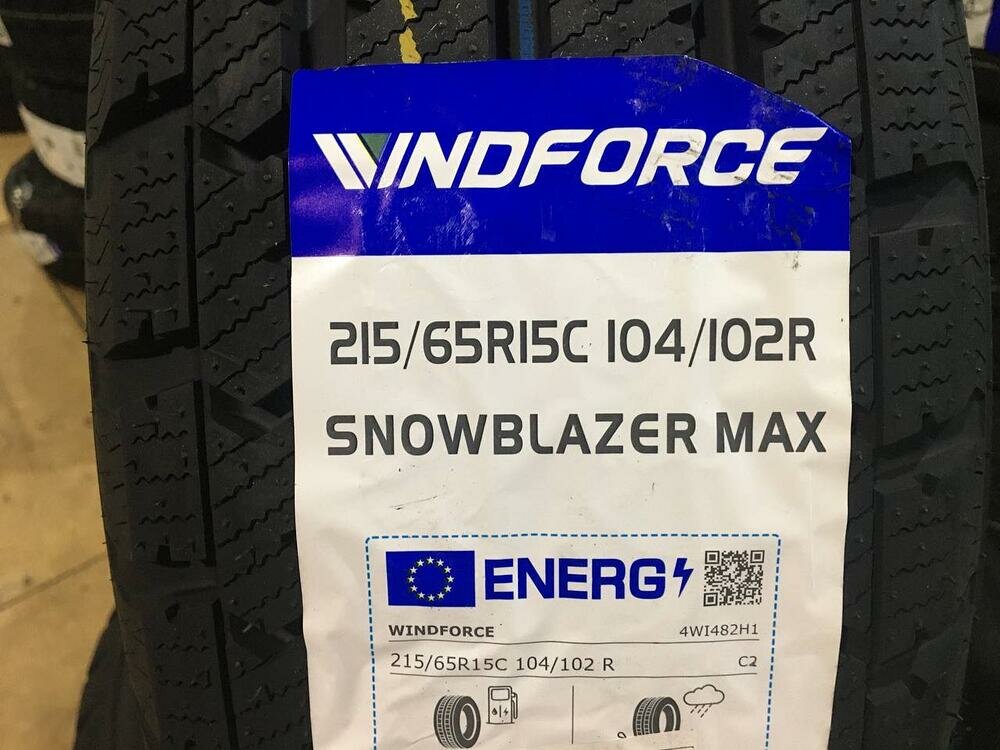 WINDFORCE
215/65R15C 104/102R
SNOWBLAZER MAX
ENERG
WINDFORCE 4WI482H1
215/65R15C 104/102 R C2